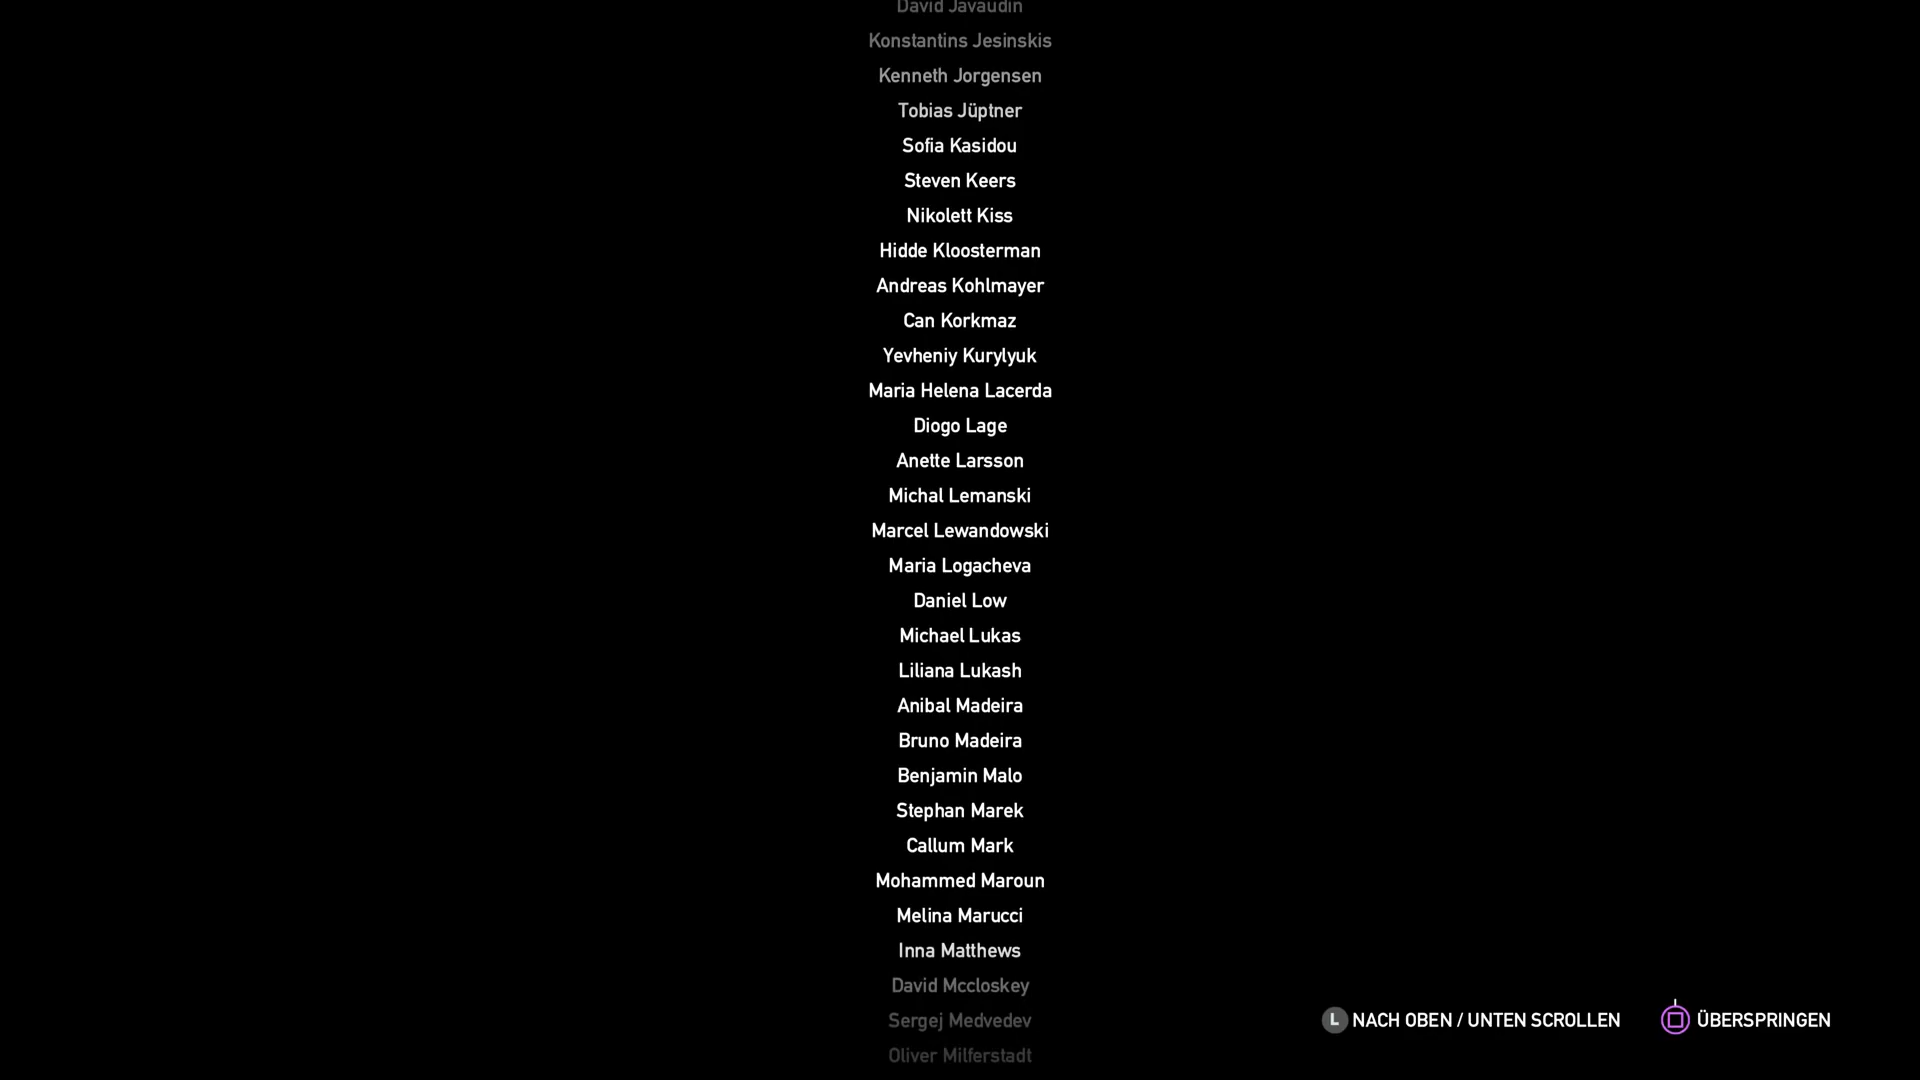 David Javaudin
Konstantins Jesinskis
Kenneth Jorgensen
Tobias Jüptner
Sofia Kasidou
Steven Keers
Nikolett Kiss
Hidde Kloosterman
Andreas Kohlmayer
Can Korkmaz
Yevheniy Kurylyuk
Maria Helena Lacerda
Diogo Lage
Anette Larsson
Michal Lemanski
Marcel Lewandowski
Maria Logacheva
Daniel Low
Michael Lukas
Liliana Lukash
Anibal Madeira
Bruno Madeira
Benjamin Malo
Stephan Marek
Callum Mark
Mohammed Maroun
Melina Marucci
Inna Matthews
David Mccloskey
Sergej Medvedev
Oliver Milferstadt
L NACH OBEN / UNTEN SCROLLEN ÜBERSPRINGEN